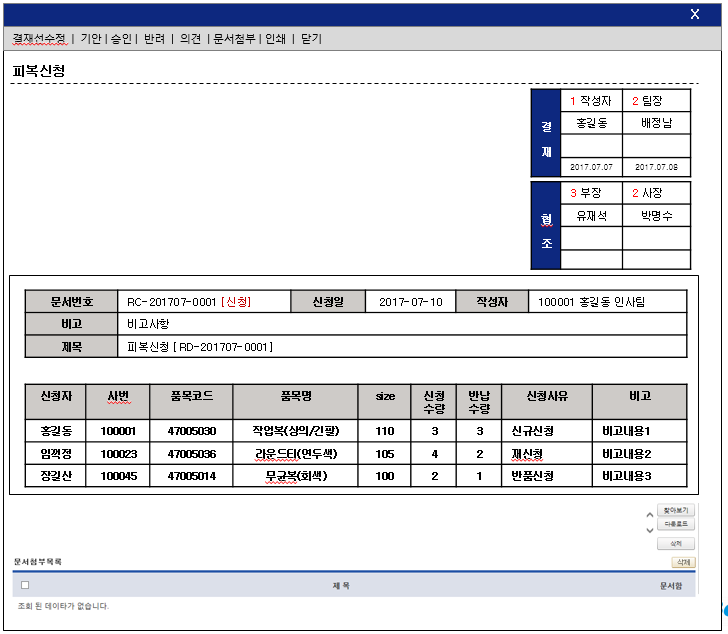 X
결재선수정 | 기안 | 승인 | 반려 | 의견 | 문서첨부 | 인쇄 | 닫기
피복신청
결재 1 작성자 2 팀장
홍길동 배정남
2017.07.07 2017.07.08
협조 3 부장 2 사장
유재석 박명수
문서번호 RC-201707-0001 [신청] 신청일 2017-07-10 작성자 100001 홍길동 인사팀
비고 비고사항
제목 피복신청 [ RD-201707-0001]
신청자 사번 품목코드 품목명 size 신청수량 반납수량 신청사유 비고
홍길동 100001 47005030 작업복(상의/긴팔) 110 3 3 신규신청 비고내용1
임꺽정 100023 47005036 라운드티(연두색) 105 4 2 재신청 비고내용2
장길산 100045 47005014 무균복(회색) 100 2 1 반품신청 비고내용3
찾아보기
다운로드
삭제
문서첨부목록 삭제
제 목 문서함
조회 된 데이타가 없습니다.